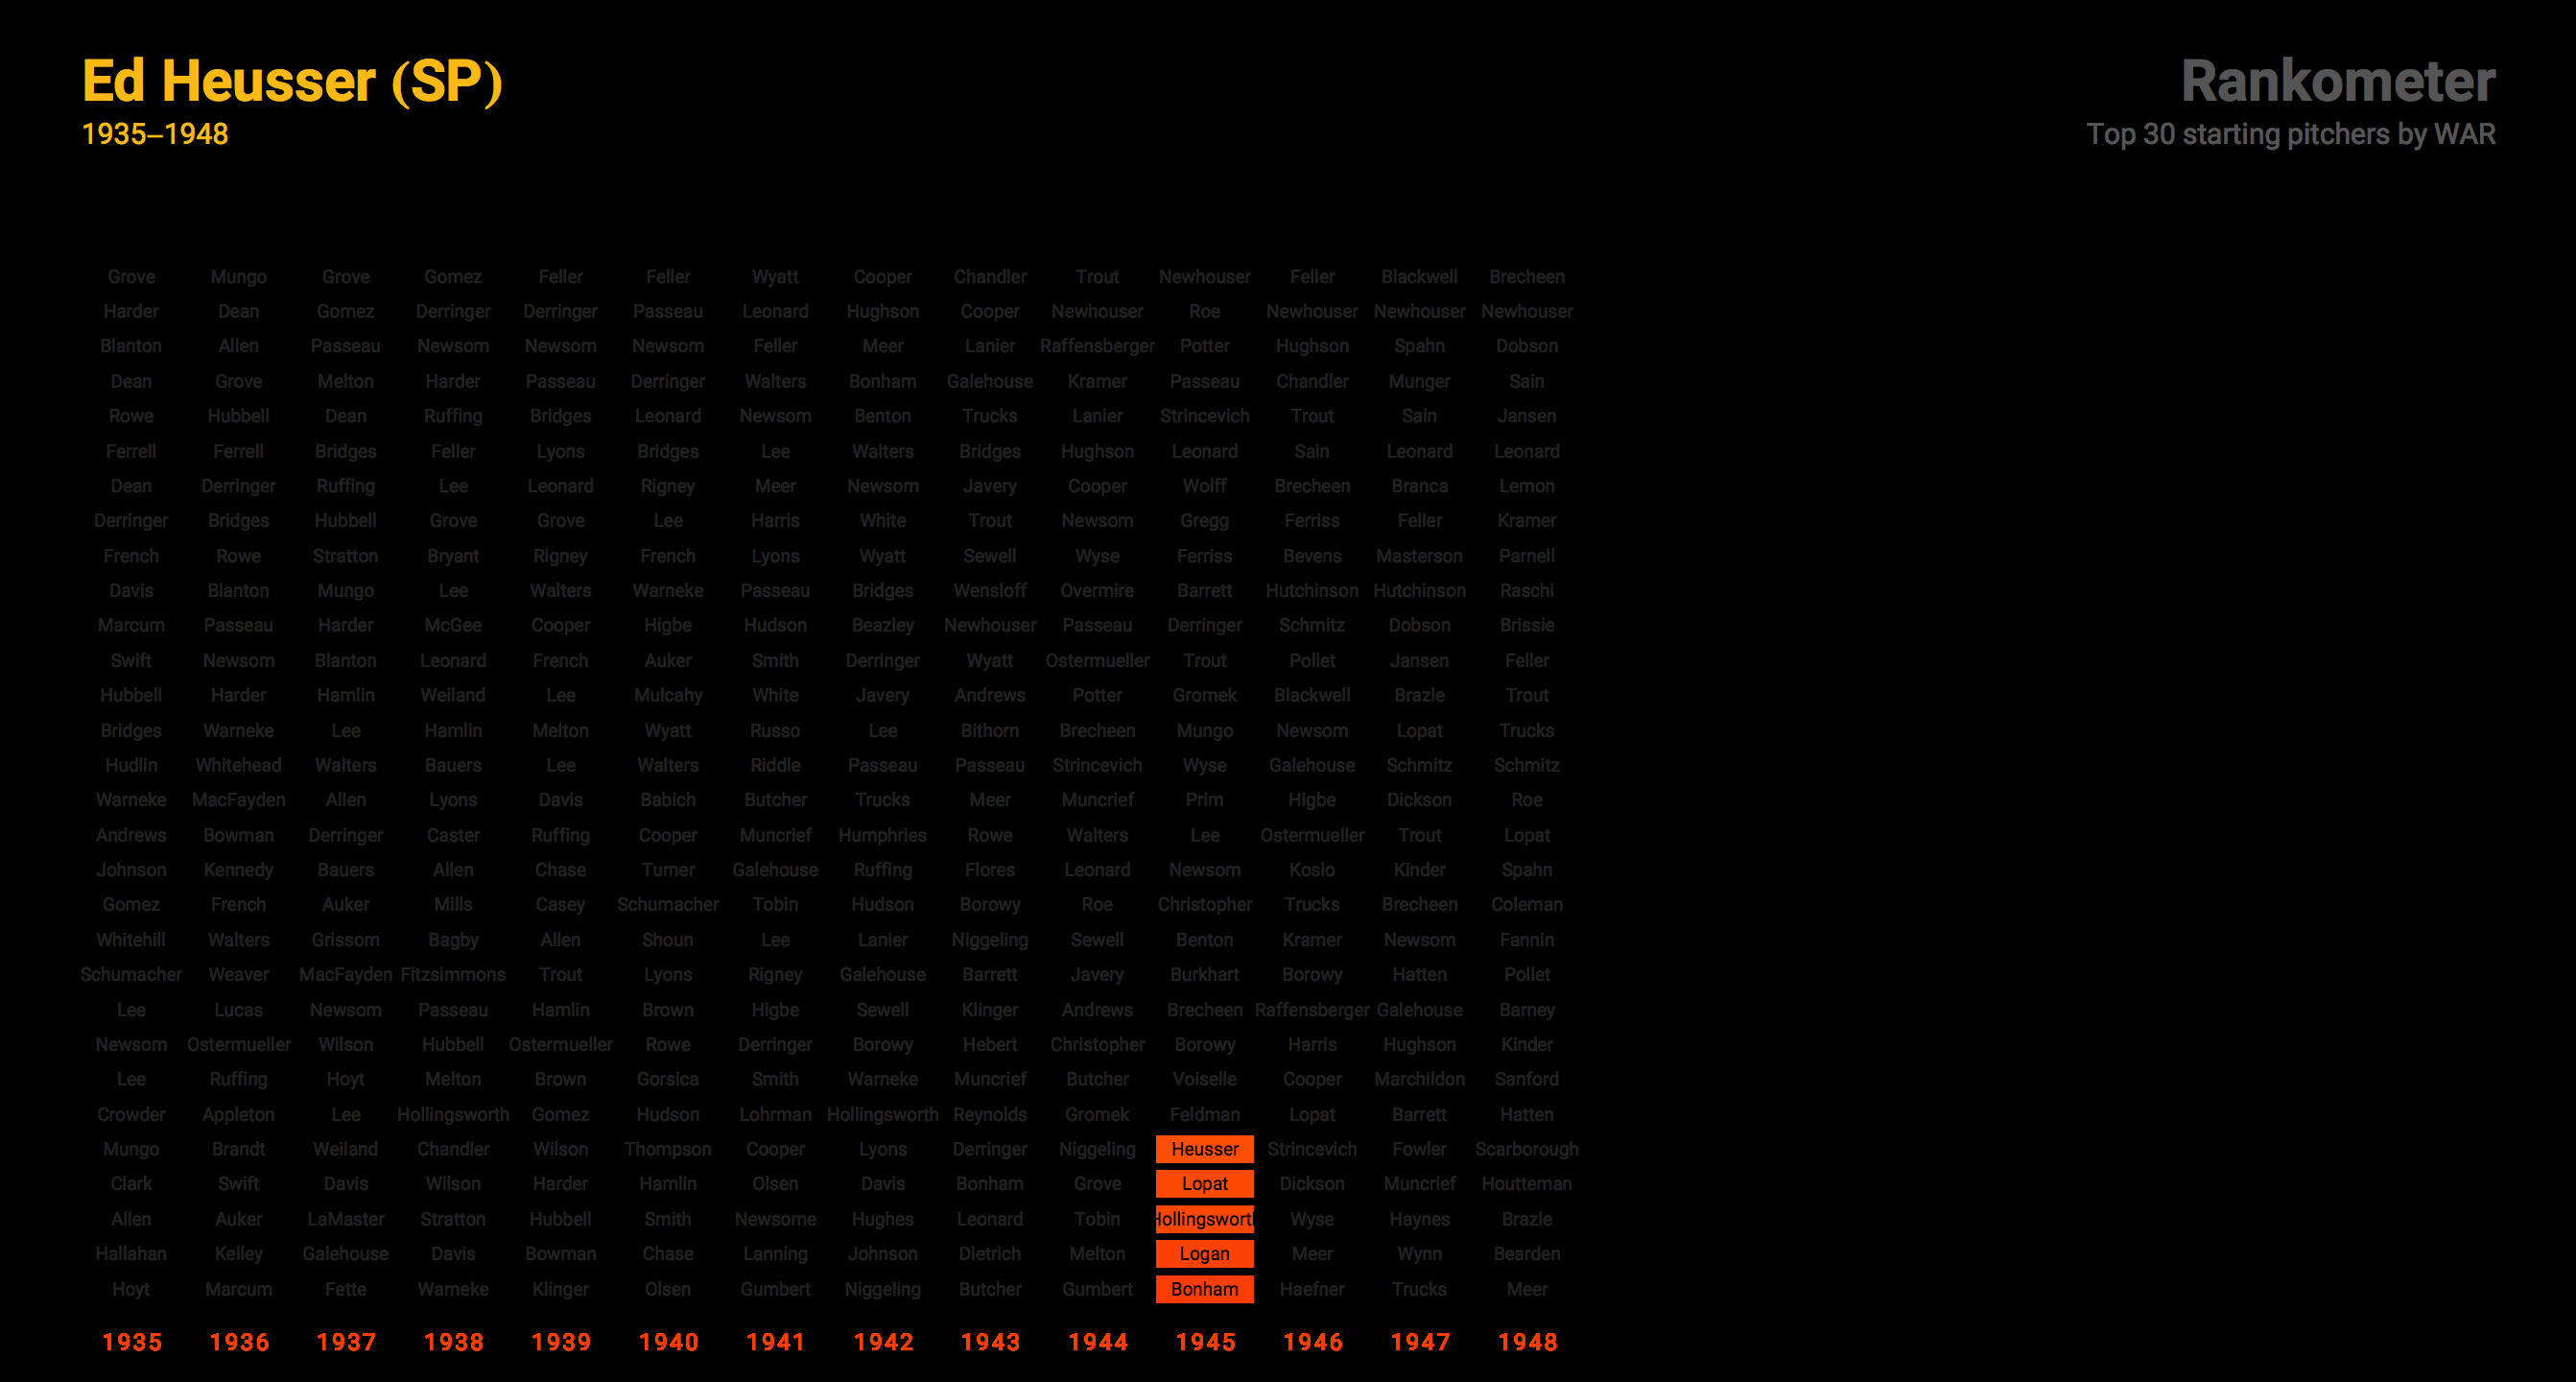 Ed Heusser (SP)
1935–1948
Rankometer
Top 30 starting pitchers by WAR
Grove Mungo Grove Gomez Feller Feller Wyatt Cooper Chandler Trout Newhouser Feller Blackwell Brecheen
Harder Dean Gomez Derringer Derringer Passeau Leonard Hughson Cooper Newhouser Roe Newhouser Newhouser Newhouser
Blanton Allen Passeau Newsom Newsom Newsom Feller Meer Lanier Raffensberger Potter Hughson Spahn Dobson
Dean Grove Melton Harder Passeau Derringer Walters Bonham Galehouse Kramer Passeau Chandler Munger Sain
Rowe Hubbell Dean Ruffing Bridges Leonard Newsom Benton Trucks Lanier Strincevich Trout Sain Jansen
Ferrell Ferrell Bridges Feller Lyons Bridges Lee Walters Bridges Hughson Leonard Sain Leonard Leonard
Dean Derringer Ruffing Lee Leonard Rigney Meer Newsom Javery Cooper Wolff Brecheen Branca Lemon
Derringer Bridges Hubbell Grove Grove Lee Harris White Trout Newsom Gregg Ferriss Feller Kramer
French Rowe Stratton Bryant Rigney French Lyons Wyatt Sewell Wyse Ferriss Bevens Masterson Parnell
Davis Blanton Mungo Lee Walters Warneke Passeau Bridges Wensloff Overmire Barrett Hutchinson Hutchinson Raschi
Marcum Passeau Harder McGee Cooper Higbe Hudson Beazley Newhouser Passeau Derringer Schmitz Dobson Brissie
Swift Newsom Blanton Leonard French Auker Smith Derringer Wyatt Ostermueller Trout Pollet Jansen Feller
Hubbell Harder Hamlin Weiland Lee Mulcahy White Javery Andrews Potter Gromek Blackwell Brazle Trout
Bridges Warneke Lee Hamlin Melton Wyatt Russo Lee Bithorn Brecheen Mungo Newsom Lopat Trucks
Hudlin Whitehead Walters Bauers Lee Walters Riddle Passeau Passeau Strincevich Wyse Galehouse Schmitz Schmitz
Warneke MacFayden Allen Lyons Davis Babich Butcher Trucks Meer Muncrief Prim Higbe Dickson Roe
Andrews Bowman Derringer Caster Ruffing Cooper Muncrief Humphries Rowe Walters Lee Ostermueller Trout Lopat
Johnson Kennedy Bauers Allen Chase Turner Galehouse Ruffing Flores Leonard Newsom Koslo Kinder Spahn
Gomez French Auker Mills Casey Schumacher Tobin Hudson Borowy Roe Christopher Trucks Brecheen Coleman
Whitehill Walters Grissom Bagby Allen Shoun Lee Lanier Niggeling Sewell Benton Kramer Newsom Fannin
Schumacher Weaver MacFayden Fitzsimmons Trout Lyons Rigney Galehouse Barrett Javery Burkhart Borowy Hatten Pollet
Lee Lucas Newsom Passeau Hamlin Brown Higbe Sewell Klinger Andrews Brecheen Raffensberger Galehouse Barney
Newsom Ostermueller Wilson Hubbell Ostermueller Rowe Derringer Borowy Hebert Christopher Borowy Harris Hughson Kinder
Lee Ruffing Hoyt Melton Brown Gorsica Smith Warneke Muncrief Butcher Voiselle Cooper Marchildon Sanford
Crowder Appleton Lee Hollingsworth Gomez Hudson Lohrman Hollingsworth Reynolds Gromek Feldman Lopat Barrett Hatten
Mungo Brandt Weiland Chandler Wilson Thompson Cooper Lyons Derringer Niggeling Heusser Strincevich Fowler Scarborough
Clark Swift Davis Wilson Harder Hamlin Olsen Davis Bonham Grove Lopat Dickson Muncrief Houtteman
Allen Auker LaMaster Stratton Hubbell Smith Newsome Hughes Leonard Tobin Hollingsworth Wyse Haynes Brazle
Hallahan Kelley Galehouse Davis Bowman Chase Lanning Johnson Dietrich Melton Logan Meer Wynn Bearden
Hoyt Marcum Fette Warneke Klinger Olsen Gumbert Niggeling Butcher Gumbert Bonham Haefner Trucks Meer
1935 1936 1937 1938 1939 1940 1941 1942 1943 1944 1945 1946 1947 1948